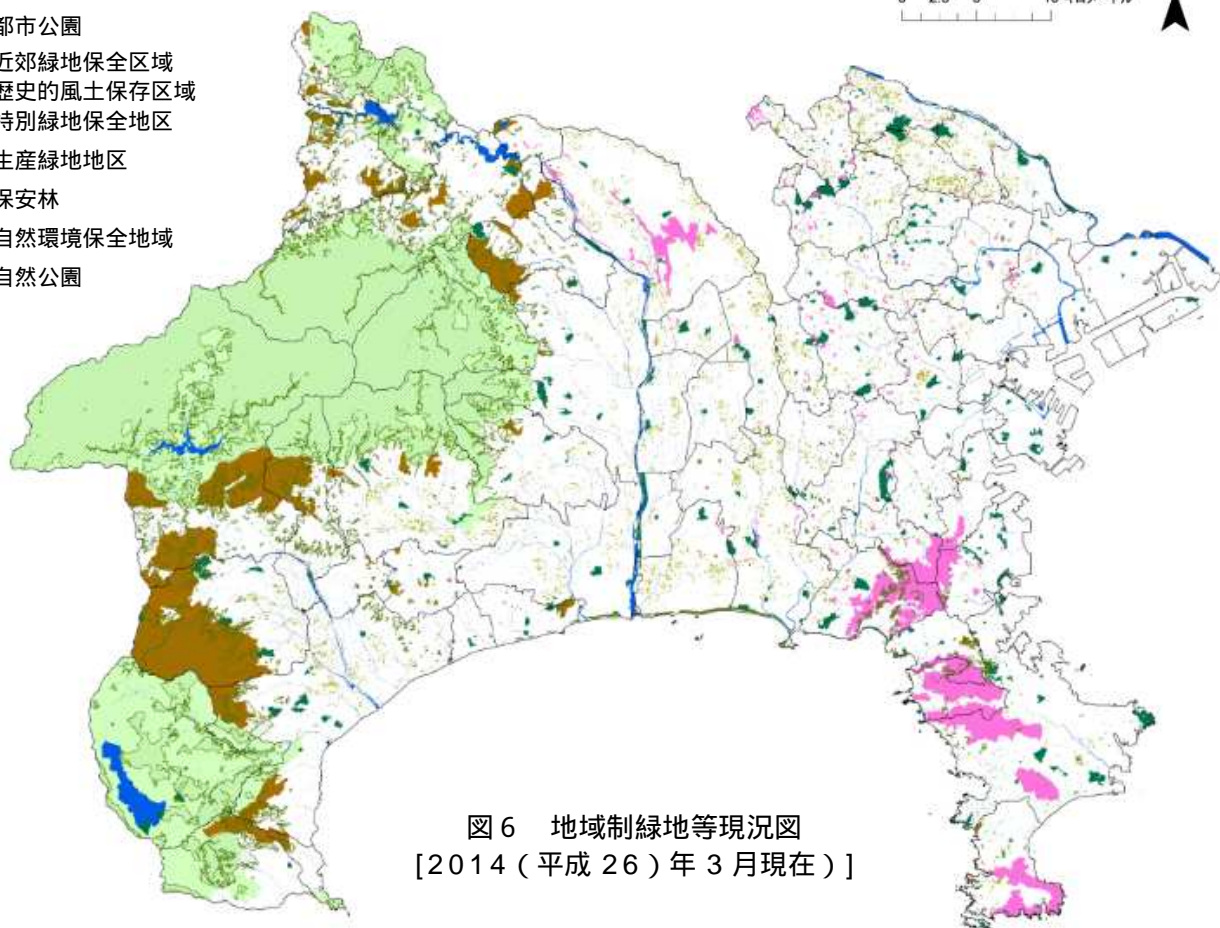 都市公園
近郊緑地保全区域
歴史的風土保存区域
特別緑地保全地区
生産緑地地区
保安林
自然環境保全地域
自然公園
図6 地域制緑地等現況図
[2014(平成 26)年 3 月現在)]